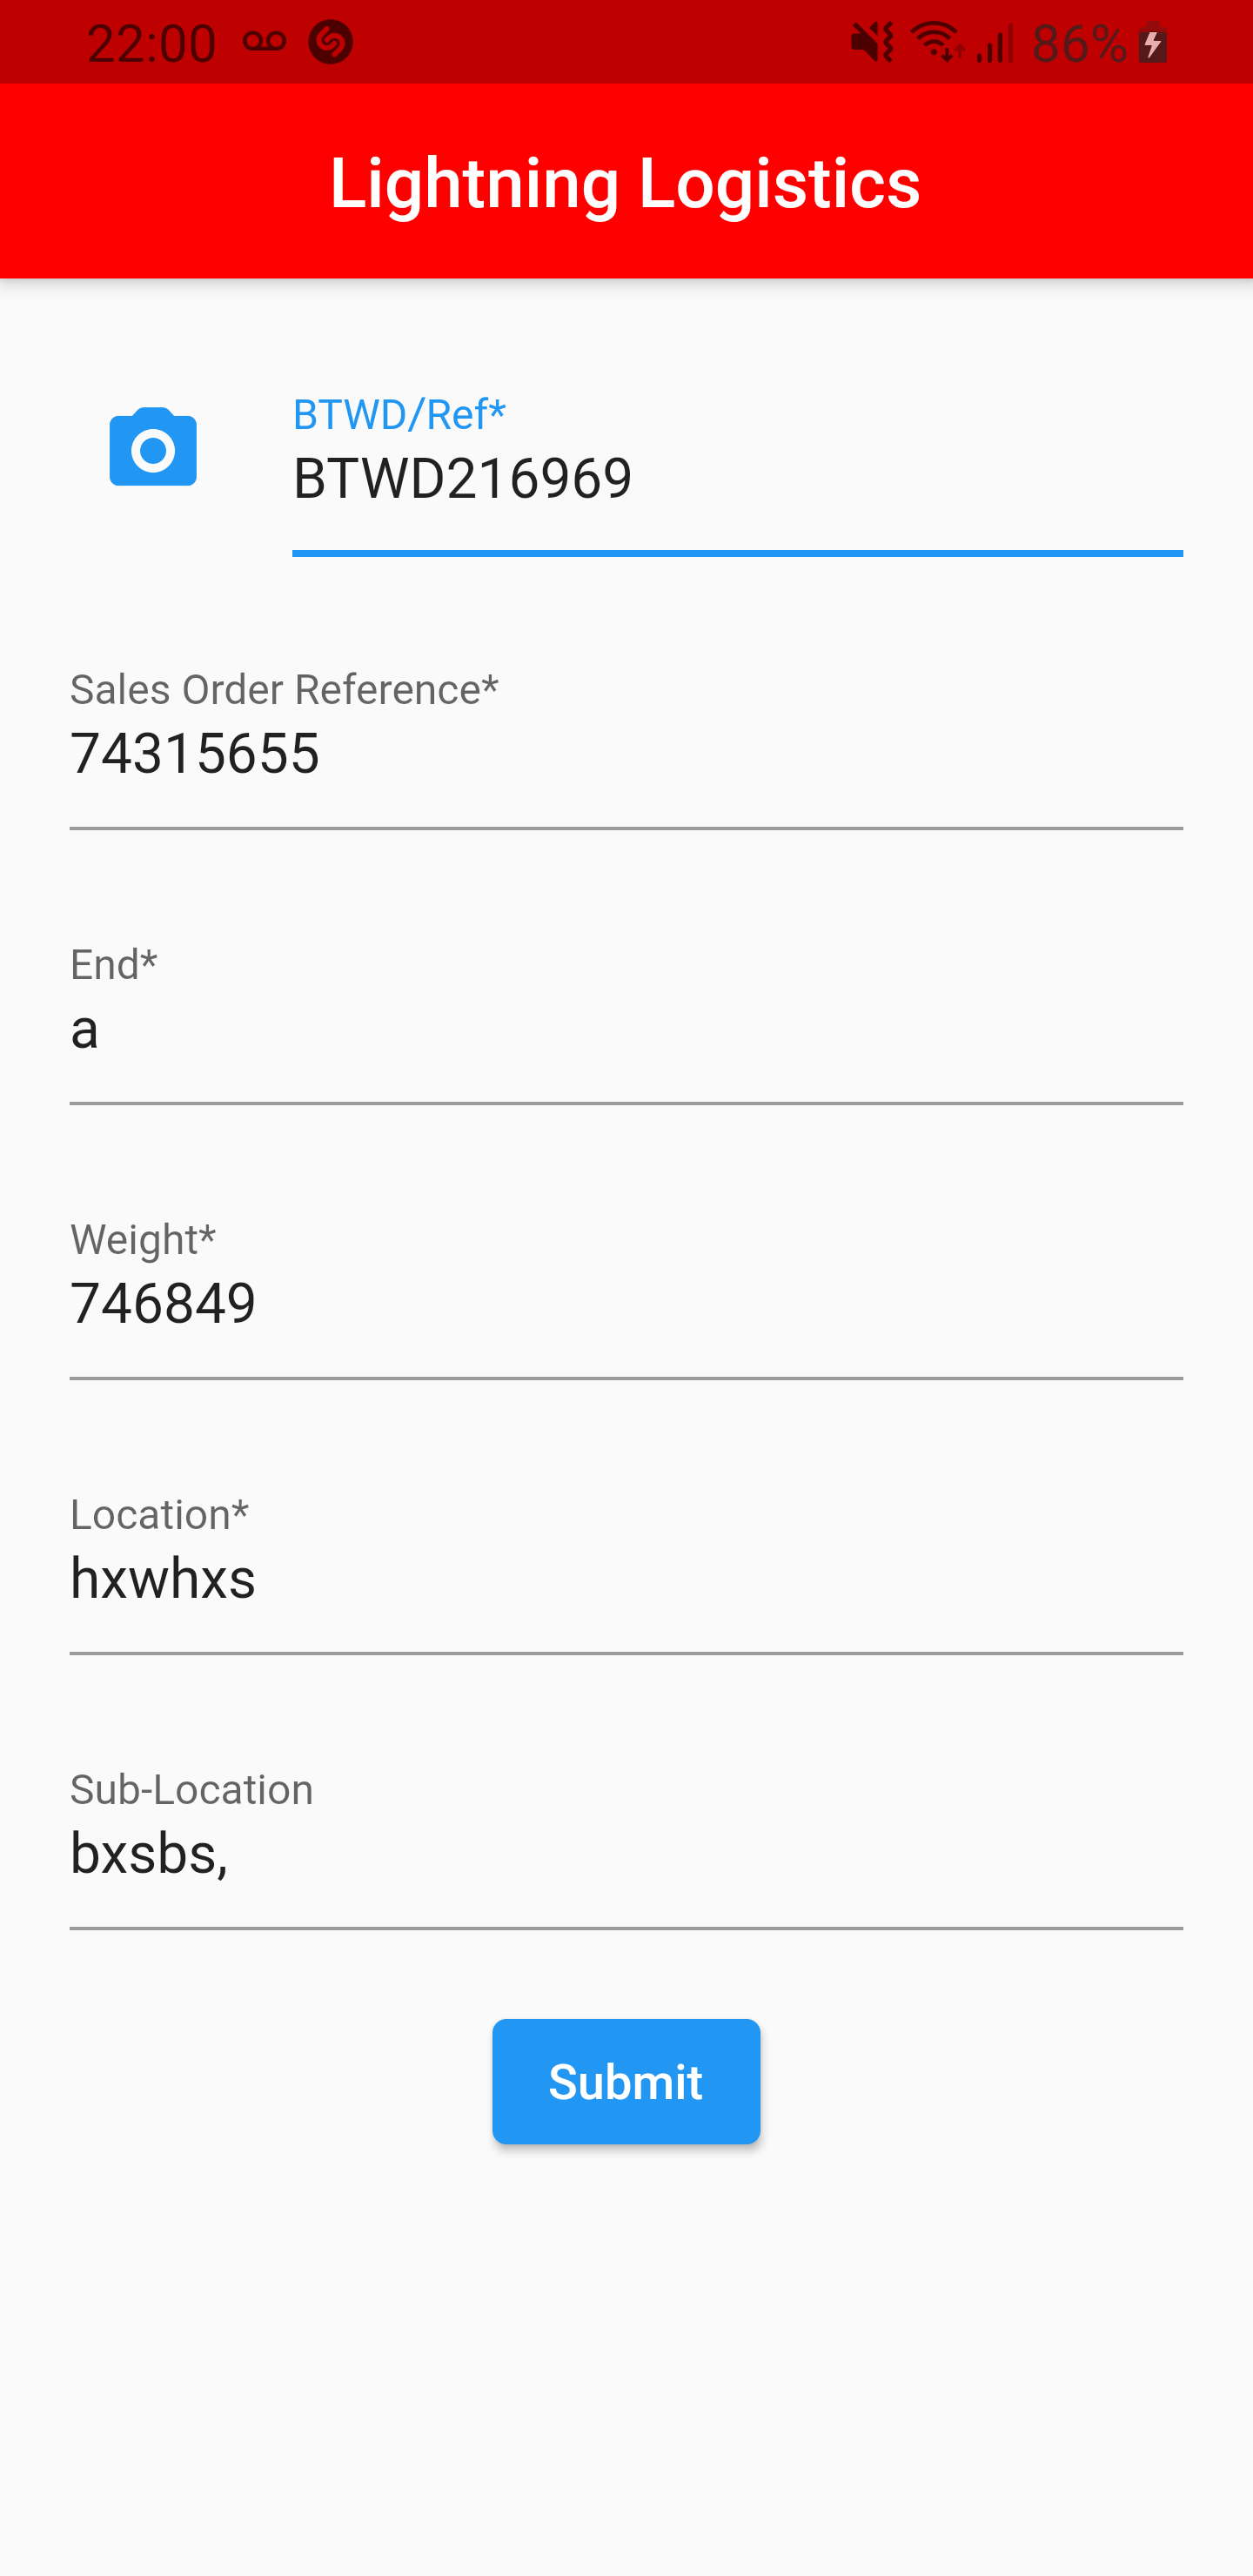 22:00 86%
Lightning Logistics
BTWD/Ref*
BTWD216969
Sales Order Reference*
74315655
End*
a
Weight*
746849
Location*
hxwhxs
Sub-Location
bxsbs,
Submit